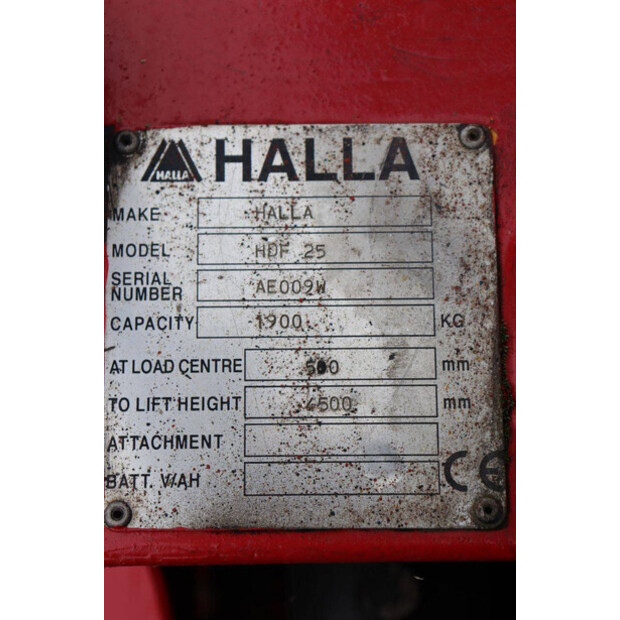 HALLA HALLA
MAKE HALLA
MODEL HDF 25
SERIAL NUMBER AE009W
CAPACITY 1900 KG
AT LOAD CENTRE 500 mm
TO LIFT HEIGHT 4500 mm
ATTACHMENT
BATT. V/AH
CE